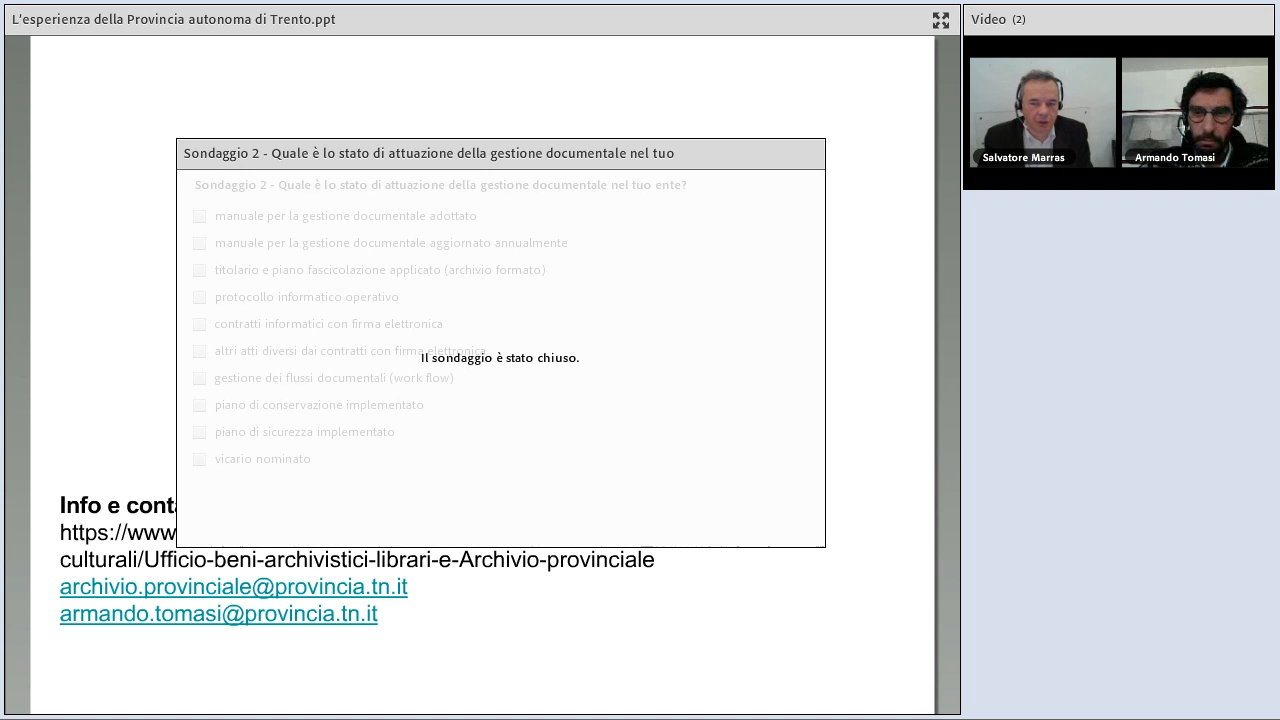 L'esperienza della Provincia autonoma di Trento.ppt
Video (2)
Salvatore Marras
Armando Tomasi
Sondaggio 2 - Quale è lo stato di attuazione della gestione documentale nel tuo
Sondaggio 2 - Quale è lo stato di attuazione della gestione documentale nel tuo ente?
manuale per la gestione documentale adottato
manuale per la gestione documentale aggiornato annualmente
titolario e piano fascicolazione applicato (archivio formato)
protocollo informatico operativo
contratti informatici con firma elettronica
altri atti diversi dai contratti con firma elettronica
Il sondaggio è stato chiuso.
gestione dei flussi documentali (work flow)
piano di conservazione implementato
piano di sicurezza implementato
vicario nominato
Info e cont
https://www
culturali/Ufficio-beni-archivistici-librari-e-Archivio-provinciale
archivio.provinciale@provincia.tn.it
armando.tomasi@provincia.tn.it